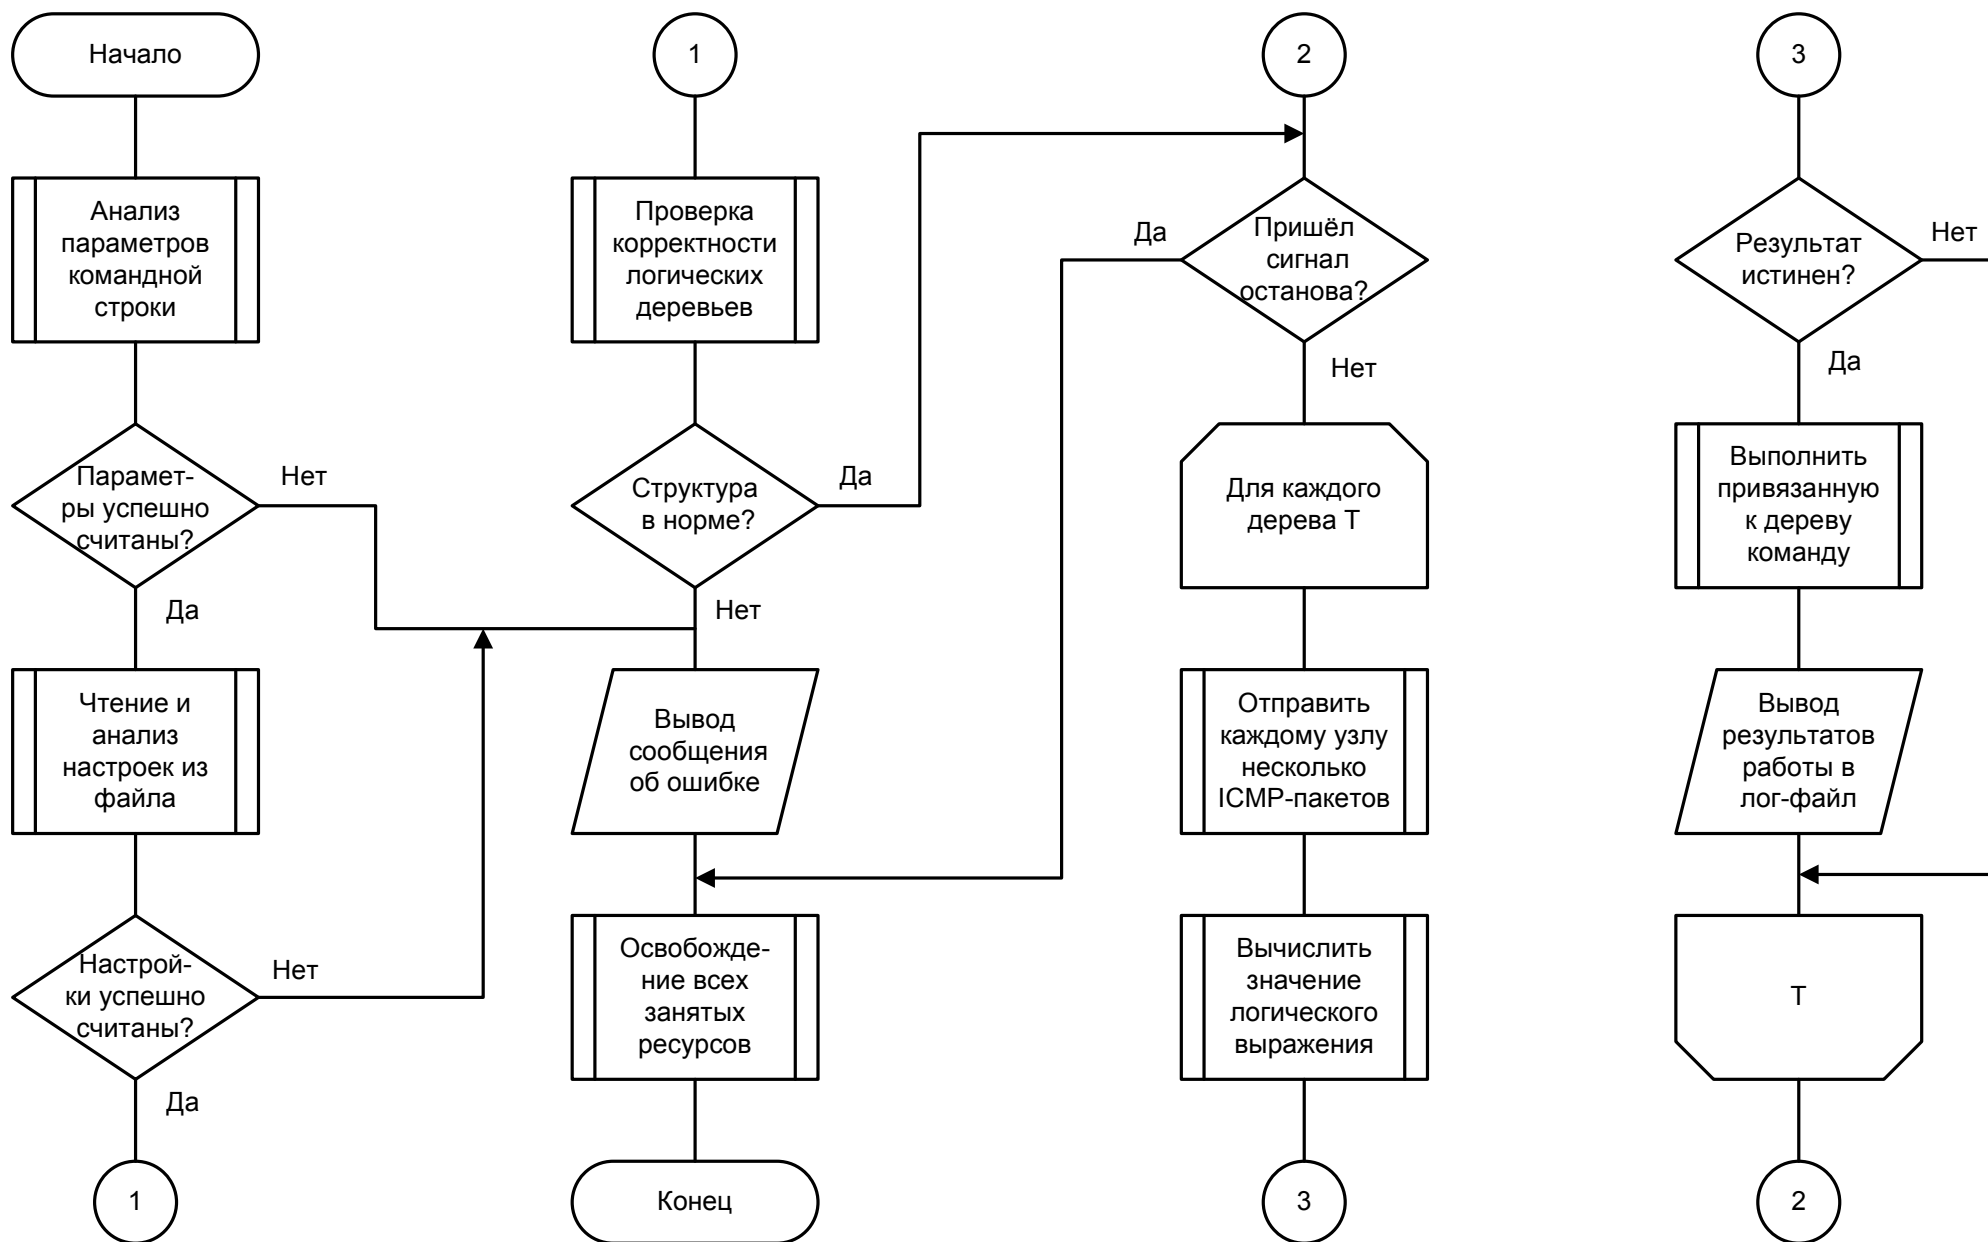 Начало
Анализ
параметров
командной
строки
Парамет-
ры успешно
считаны?
Нет
Да
Чтение и
анализ
настроек из
файла
Настрой-
ки успешно
считаны?
Нет
Да
1
1
Проверка
корректности
логических
деревьев
Структура
в норме?
Да
Нет
Вывод
сообщения
об ошибке
Освобожде-
ние всех
занятых
ресурсов
Конец
2
Пришёл
сигнал
останова?
Да
Нет
Для каждого
дерева Т
Отправить
каждому узлу
несколько
ICMP-пакетов
Вычислить
значение
логического
выражения
3
3
Результат
истинен?
Нет
Да
Выполнить
привязанную
к дереву
команду
Вывод
результатов
работы в
лог-файл
Т
2